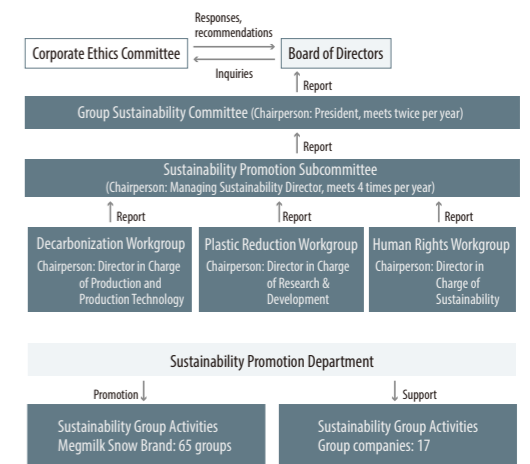 Responses,
recommendations
Corporate Ethics Committee
Board of Directors
Inquiries
Report
Group Sustainability Committee (Chairperson: President, meets twice per year)
Report
Sustainability Promotion Subcommittee
(Chairperson: Managing Sustainability Director, meets 4 times per year)
Report
Report
Report
Decarbonization Workgroup
Chairperson: Director in Charge
of Production and
Production Technology
Plastic Reduction Workgroup
Chairperson: Director in Charge
of Research &
Development
Human Rights Workgroup
Chairperson: Director in
Charge of
Sustainability
Sustainability Promotion Department
Promotion
Support
Sustainability Group Activities
Megmilk Snow Brand: 65 groups
Sustainability Group Activities
Group companies: 17